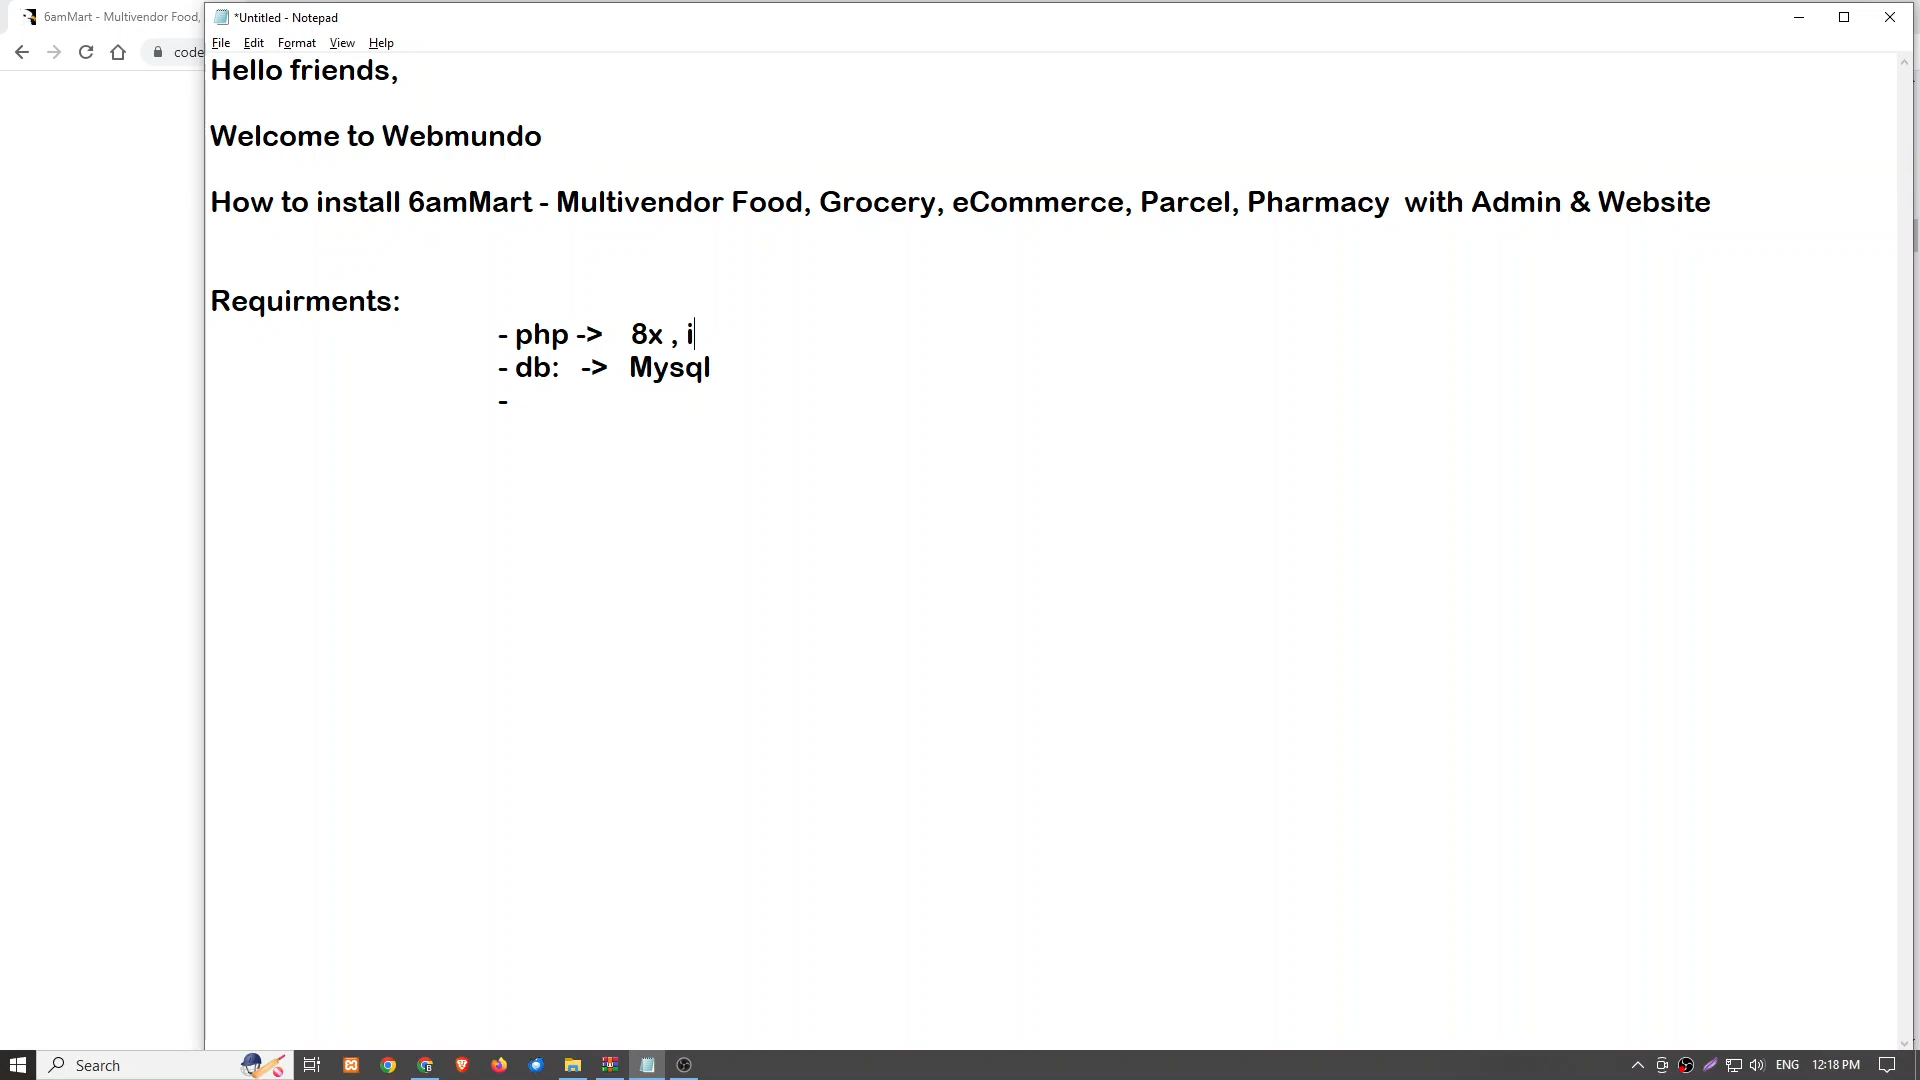 6amMart - Multivendor Food,
*Untitled - Notepad
code
File Edit Format View Help
Hello friends,
Welcome to Webmundo
How to install 6amMart - Multivendor Food, Grocery, eCommerce, Parcel, Pharmacy with Admin & Website
Requirments:
- php -> 8x , i
- db: -> Mysql
-
Search
ENG
12:18 PM